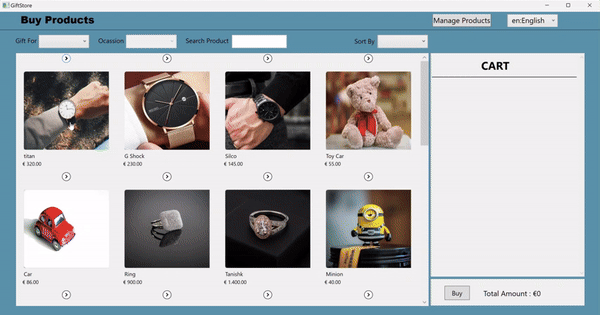 GiftStore
Buy Products
Manage Products
en:English
Gift For
Ocassion
Search Product
Sort By
CART
titan
€ 320.00
G Shock
€ 230.00
Silco
€ 145.00
Toy Car
€ 55.00
Car
€ 86.00
Ring
€ 900.00
Tanishk
€ 1,400.00
Minion
€ 40.00
Buy
Total Amount : €0